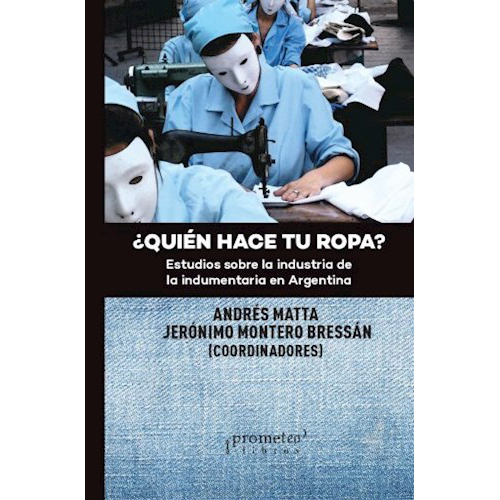 ¿QUIÉN HACE TU ROPA?
Estudios sobre la industria de
la indumentaria en Argentina
ANDRÉS MATTA
JERÓNIMO MONTERO BRESSÁN
(COORDINADORES)
prometeo
libros